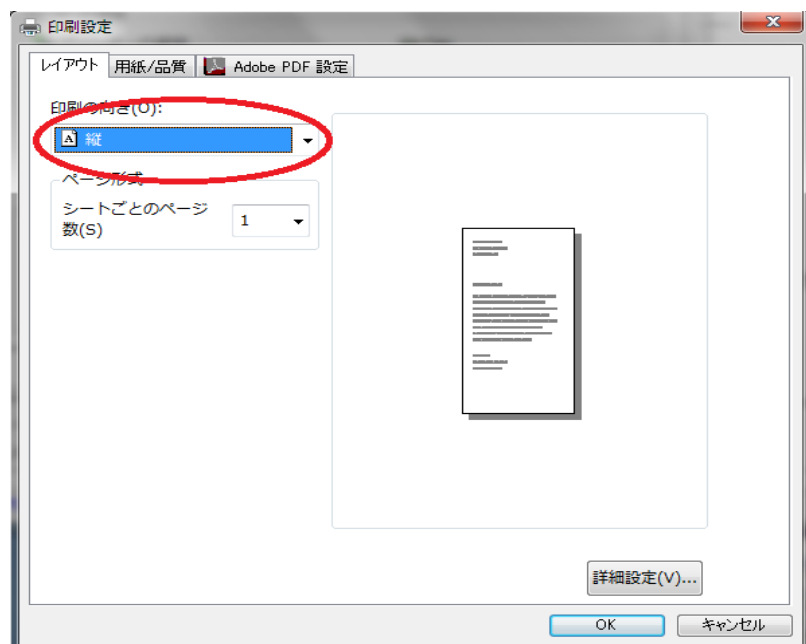 印刷設定
レイアウト 用紙/品質 Adobe PDF 設定
印刷の向き(O):
縦
ページ形式
シートごとのページ
数(S)
1
詳細設定(V)...
OK キャンセル